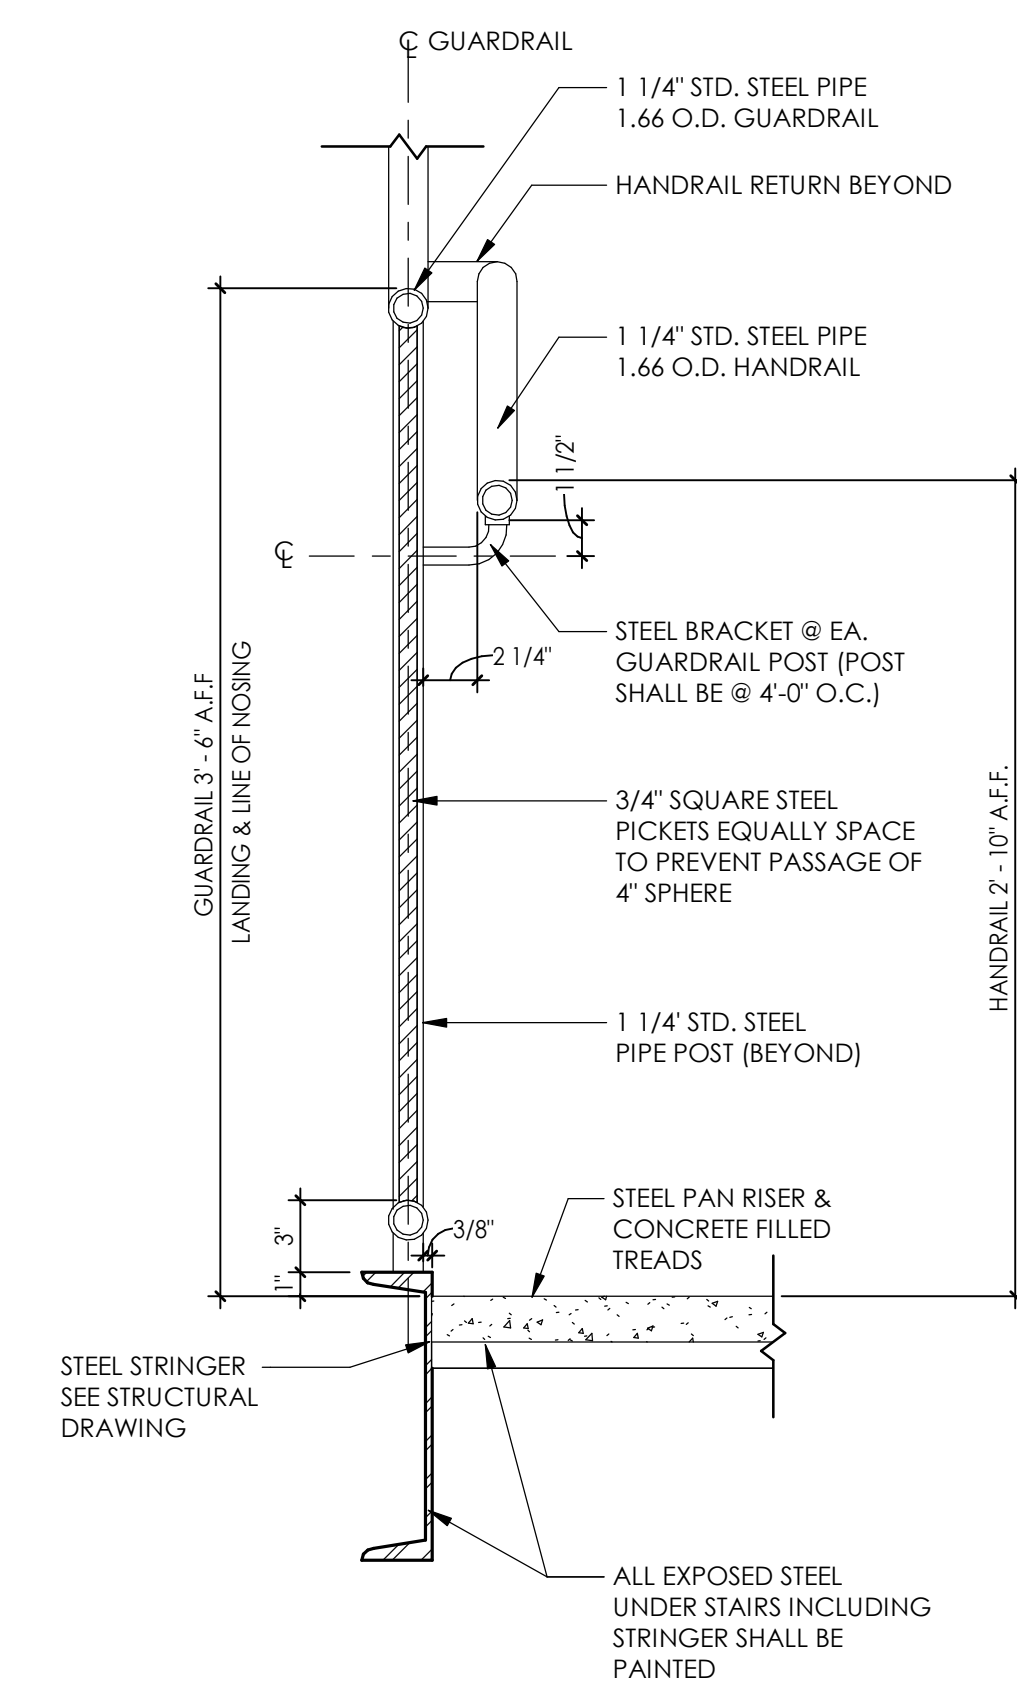 ℄ GUARDRAIL
1 1/4" STD. STEEL PIPE
1.66 O.D. GUARDRAIL
HANDRAIL RETURN BEYOND
1 1/4" STD. STEEL PIPE
1.66 O.D. HANDRAIL
1 1/2"
℄
STEEL BRACKET @ EA.
GUARDRAIL POST (POST
SHALL BE @ 4'-0" O.C.)
2 1/4"
GUARDRAIL 3' - 6" A.F.F
LANDING & LINE OF NOSING
HANDRAIL 2' - 10" A.F.F.
3/4" SQUARE STEEL
PICKETS EQUALLY SPACE
TO PREVENT PASSAGE OF
4" SPHERE
1 1/4' STD. STEEL
PIPE POST (BEYOND)
STEEL PAN RISER &
CONCRETE FILLED
TREADS
3"
3/8"
1"
STEEL STRINGER
SEE STRUCTURAL
DRAWING
ALL EXPOSED STEEL
UNDER STAIRS INCLUDING
STRINGER SHALL BE
PAINTED